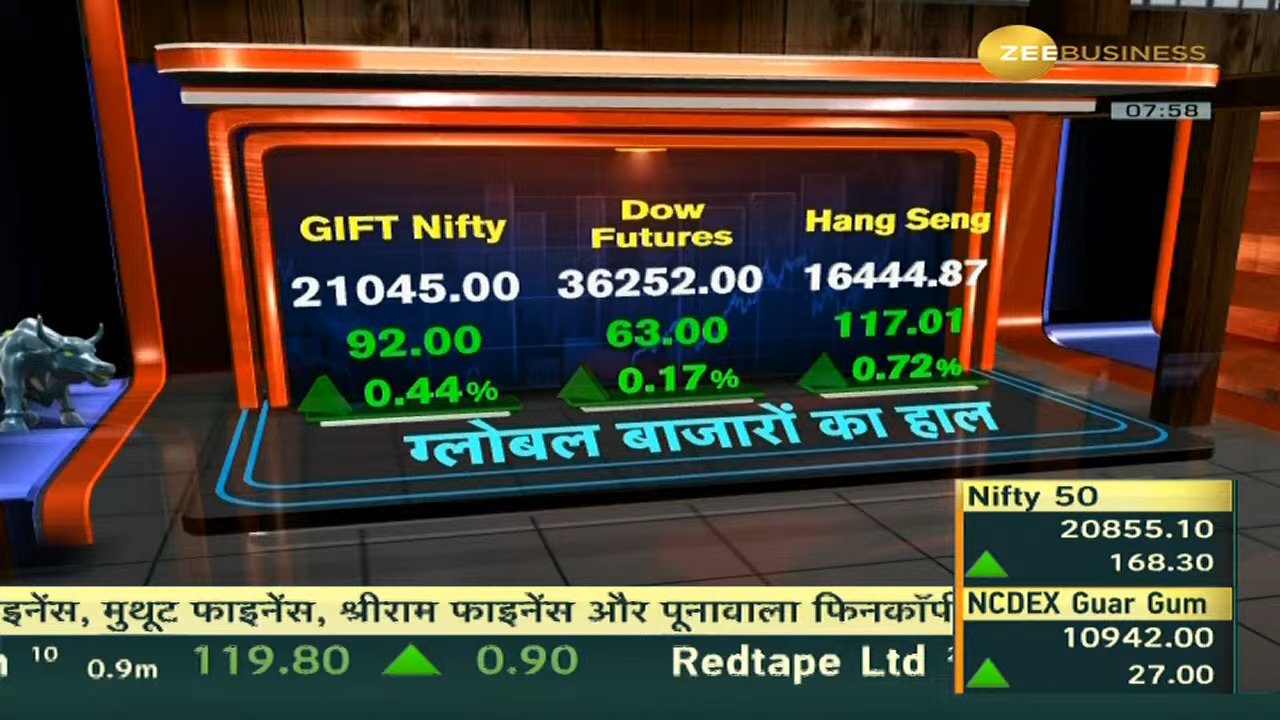 ZEEBUSINESS
07:58
GIFT Nifty
21045.00
92.00
0.44%
Dow
Futures
36252.00
63.00
0.17%
Hang Seng
16444.87
117.01
0.72%
ग्लोबल बाजारों का हाल
Nifty 50
20855.10
168.30
NCDEX Guar Gum
10942.00
27.00
मुथूट फाइनेंस, श्रीराम फाइनेंस और पूनावाला
10 0.9m 119.80 0.90 Redtape Ltd